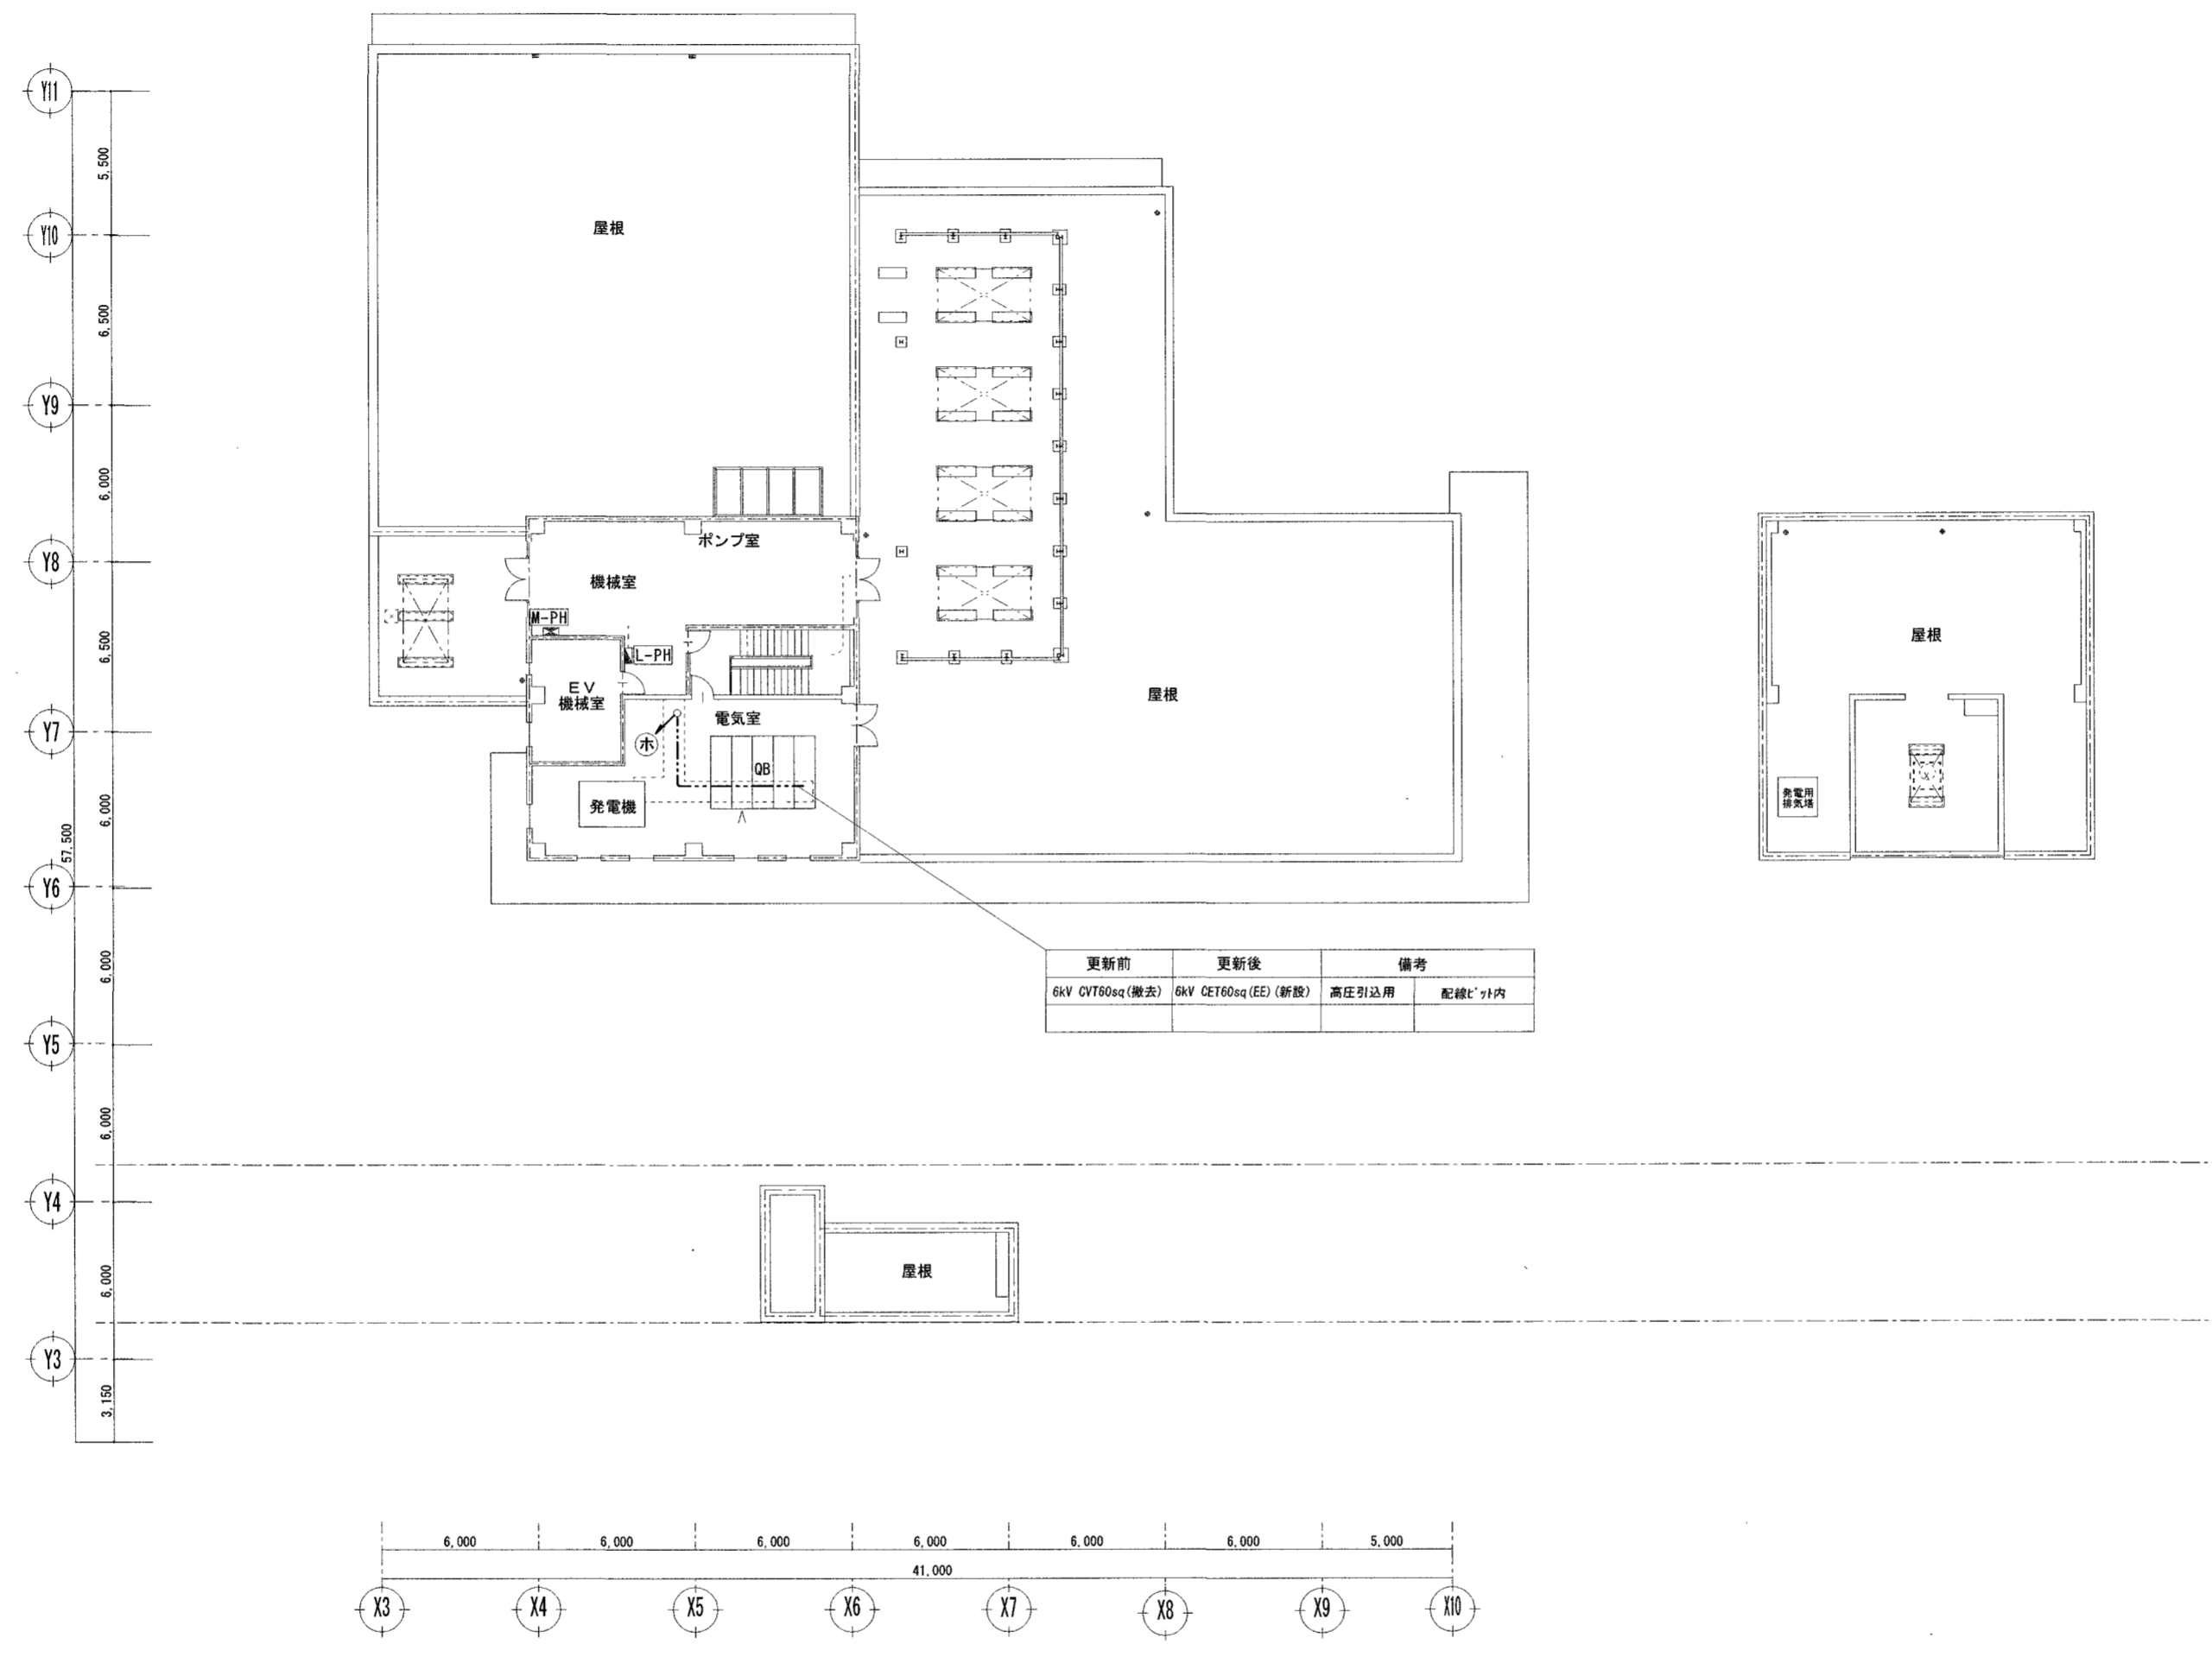 Y11
5,500
Y10
屋根
6,500
Y9
6,000
Y8
ポンプ室
機械室
M-PH
6,500
L-PH
屋根
EV
機械室
屋根
Y7
電気室
ホ
QB
発電機
発電用
排気塔
6,000
57,500
Y6
6,000
更新前 更新後 備考
6kV CVT60sq(撤去) 6kV CET60sq(EE)(新設) 高圧引込用 配線ピット内
Y5
6,000
Y4
6,000
屋根
Y3
3,150
6,000 6,000 6,000 6,000 6,000 6,000 5,000
41,000
X3 X4 X5 X6 X7 X8 X9 X10